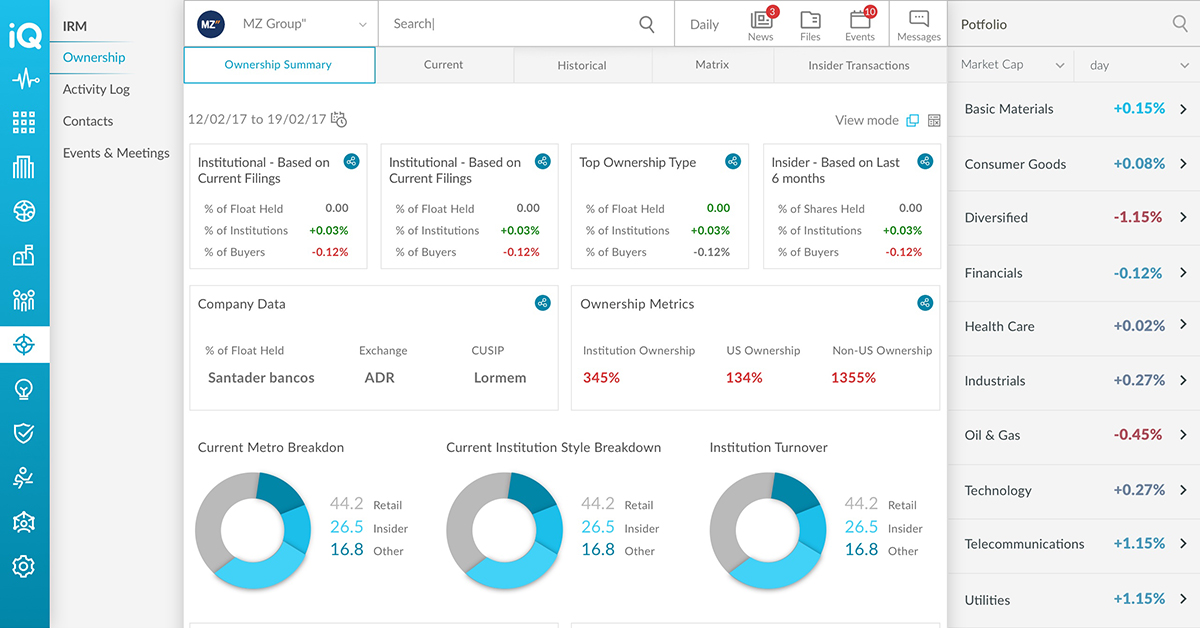 iQ
IRM
Ownership
Activity Log
Contacts
Events & Meetings
MZ
MZ Group"
Search|
Daily
3
News
Files
10
Events
Messages
Ownership Summary
Current
Historical
Matrix
Insider Transactions
12/02/17 to 19/02/17
View mode
Institutional - Based on
Current Filings
% of Float Held 0.00
% of Institutions +0.03%
% of Buyers -0.12%
Institutional - Based on
Current Filings
% of Float Held 0.00
% of Institutions +0.03%
% of Buyers -0.12%
Top Ownership Type
% of Float Held 0.00
% of Institutions +0.03%
% of Buyers -0.12%
Insider - Based on Last
6 months
% of Shares Held 0.00
% of Institutions +0.03%
% of Buyers -0.12%
Company Data
% of Float Held Exchange CUSIP
Santader bancos ADR Lormem
Ownership Metrics
Institution Ownership US Ownership Non-US Ownership
345% 134% 1355%
Current Metro Breakdon
44.2 Retail
26.5 Insider
16.8 Other
Current Institution Style Breakdown
44.2 Retail
26.5 Insider
16.8 Other
Institution Turnover
44.2 Retail
26.5 Insider
16.8 Other
Potfolio
Market Cap day
Basic Materials +0.15%
Consumer Goods +0.08%
Diversified -1.15%
Financials -0.12%
Health Care +0.02%
Industrials +0.27%
Oil & Gas -0.45%
Technology +0.27%
Telecommunications +1.15%
Utilities +1.15%